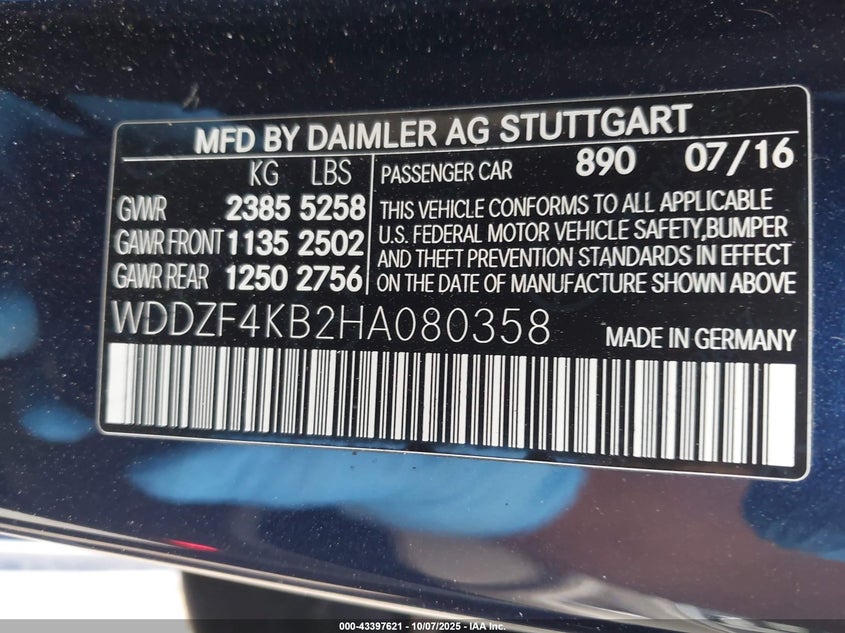 MFD BY DAIMLER AG STUTTGART
KG LBS
GVWR 2385 5258
GAWR FRONT 1135 2502
GAWR REAR 1250 2756
PASSENGER CAR 890 07/16
THIS VEHICLE CONFORMS TO ALL APPLICABLE
U.S. FEDERAL MOTOR VEHICLE SAFETY,BUMPER
AND THEFT PREVENTION STANDARDS IN EFFECT
ON THE DATE OF MANUFACTURE SHOWN ABOVE
WDDZF4KB2HA080358 MADE IN GERMANY
000-43397621 - 10/07/2025 - IAA, Inc.